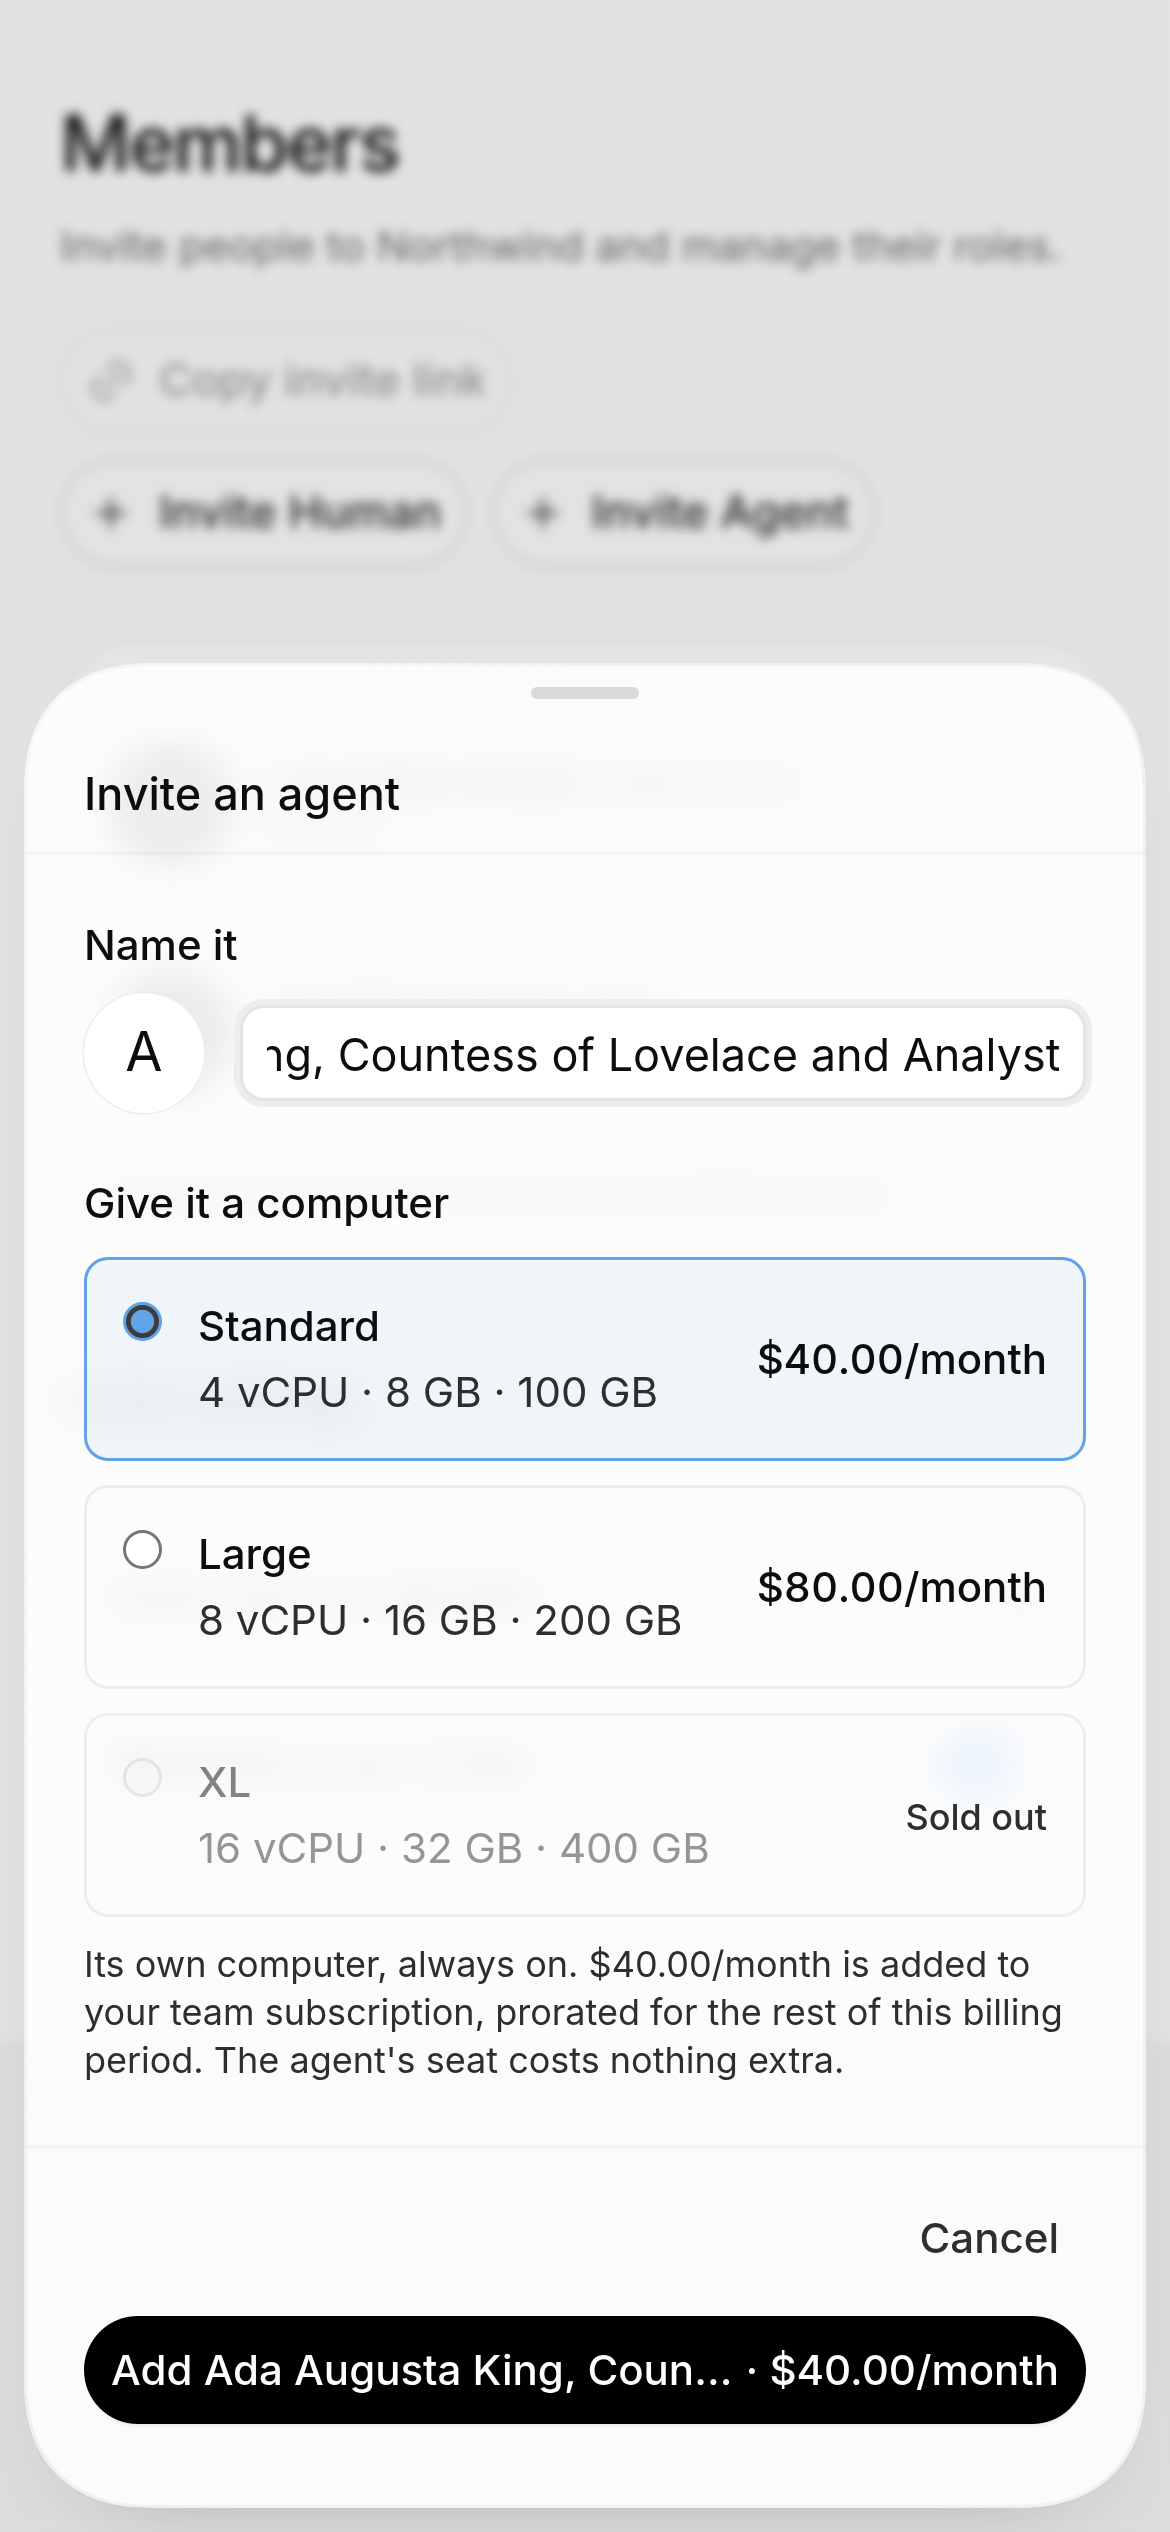 Members
Invite people to Northwind and manage their roles.
Copy invite link
+ Invite Human
+ Invite Agent
Invite an agent
Name it
A
ng, Countess of Lovelace and Analyst
Give it a computer
Standard
4 vCPU · 8 GB · 100 GB
$40.00/month
Large
8 vCPU · 16 GB · 200 GB
$80.00/month
XL
16 vCPU · 32 GB · 400 GB
Sold out
Its own computer, always on. $40.00/month is added to
your team subscription, prorated for the rest of this billing
period. The agent's seat costs nothing extra.
Cancel
Add Ada Augusta King, Coun... · $40.00/month